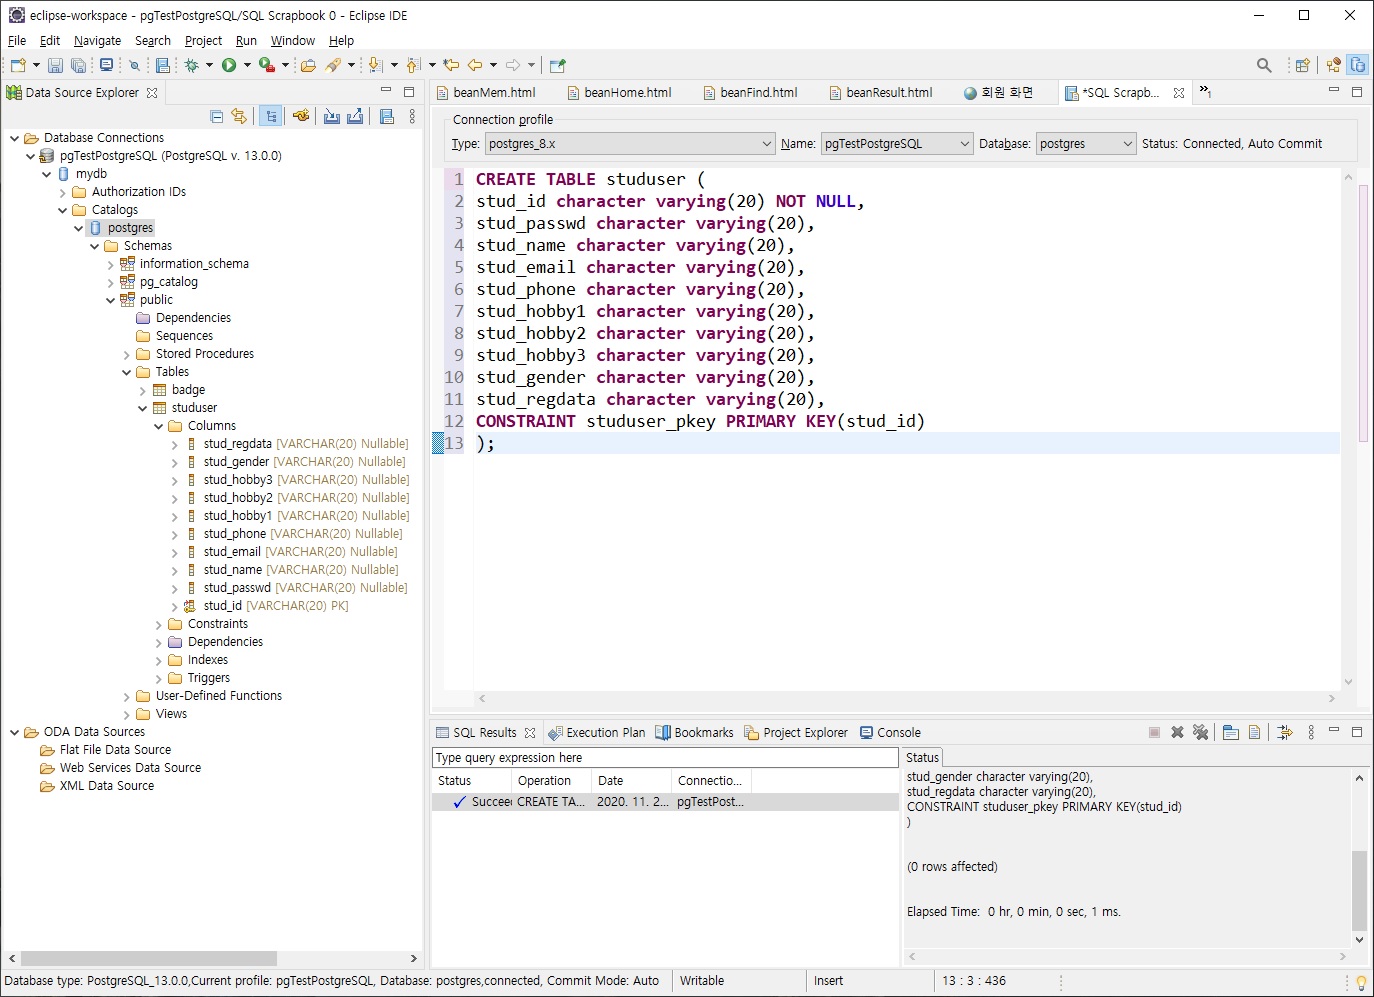 eclipse-workspace - pgTestPostgreSQL/SQL Scrapbook 0 - Eclipse IDE
File Edit Navigate Search Project Run Window Help
Data Source Explorer
Database Connections
pgTestPostgreSQL (PostgreSQL v. 13.0.0)
mydb
Authorization IDs
Catalogs
postgres
Schemas
information_schema
pg_catalog
public
Dependencies
Sequences
Stored Procedures
Tables
badge
studuser
Columns
stud_regdata [VARCHAR(20) Nullable]
stud_gender [VARCHAR(20) Nullable]
stud_hobby3 [VARCHAR(20) Nullable]
stud_hobby2 [VARCHAR(20) Nullable]
stud_hobby1 [VARCHAR(20) Nullable]
stud_phone [VARCHAR(20) Nullable]
stud_email [VARCHAR(20) Nullable]
stud_name [VARCHAR(20) Nullable]
stud_passwd [VARCHAR(20) Nullable]
stud_id [VARCHAR(20) PK]
Constraints
Dependencies
Indexes
Triggers
User-Defined Functions
Views
ODA Data Sources
Flat File Data Source
Web Services Data Source
XML Data Source
beanMem.html beanHome.html beanFind.html beanResult.html 회원 화면 *SQL Scrapb... »1
Connection profile
Type: postgres_8.x Name: pgTestPostgreSQL Database: postgres Status: Connected, Auto Commit
1 CREATE TABLE studuser (
2 stud_id character varying(20) NOT NULL,
3 stud_passwd character varying(20),
4 stud_name character varying(20),
5 stud_email character varying(20),
6 stud_phone character varying(20),
7 stud_hobby1 character varying(20),
8 stud_hobby2 character varying(20),
9 stud_hobby3 character varying(20),
10 stud_gender character varying(20),
11 stud_regdata character varying(20),
12 CONSTRAINT studuser_pkey PRIMARY KEY(stud_id)
13 );
SQL Results Execution Plan Bookmarks Project Explorer Console
Type query expression here
Status Operation Date Connectio...
Succee CREATE TA... 2020. 11. 2... pgTestPost...
Status
stud_gender character varying(20),
stud_regdata character varying(20),
CONSTRAINT studuser_pkey PRIMARY KEY(stud_id)
)
(0 rows affected)
Elapsed Time:  0 hr, 0 min, 0 sec, 1 ms.
Database type: PostgreSQL_13.0.0,Current profile: pgTestPostgreSQL, Database: postgres,connected, Commit Mode: Auto Writable Insert 13 : 3 : 436